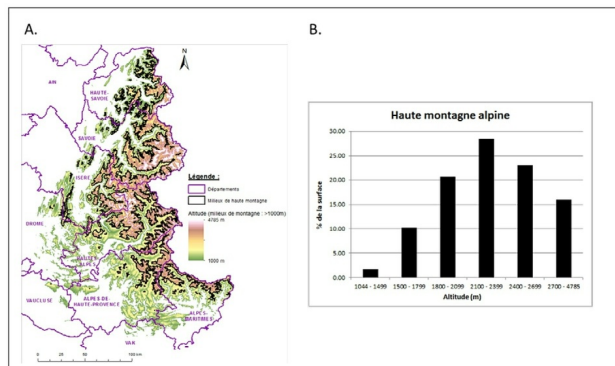 A.
N
AIN
HAUTE-
SAVOIE
SAVOIE
ISERE
DROME
HAUTES-
ALPES
VAUCLUSE
ALPES-DE-
HAUTE-PROVENCE
ALPES-
MARITIMES
VAR
Légende :
Départements
Milieux de haute montagne
Altitude (milieux de montagne : >1000m)
4785 m
1000 m
0 25 50 100 km
B.
Haute montagne alpine
% de la surface
30.00
25.00
20.00
15.00
10.00
5.00
0.00
1044 - 1499 1500 - 1799 1800 - 2099 2100 - 2399 2400 - 2699 2700 - 4785
Altitude (m)